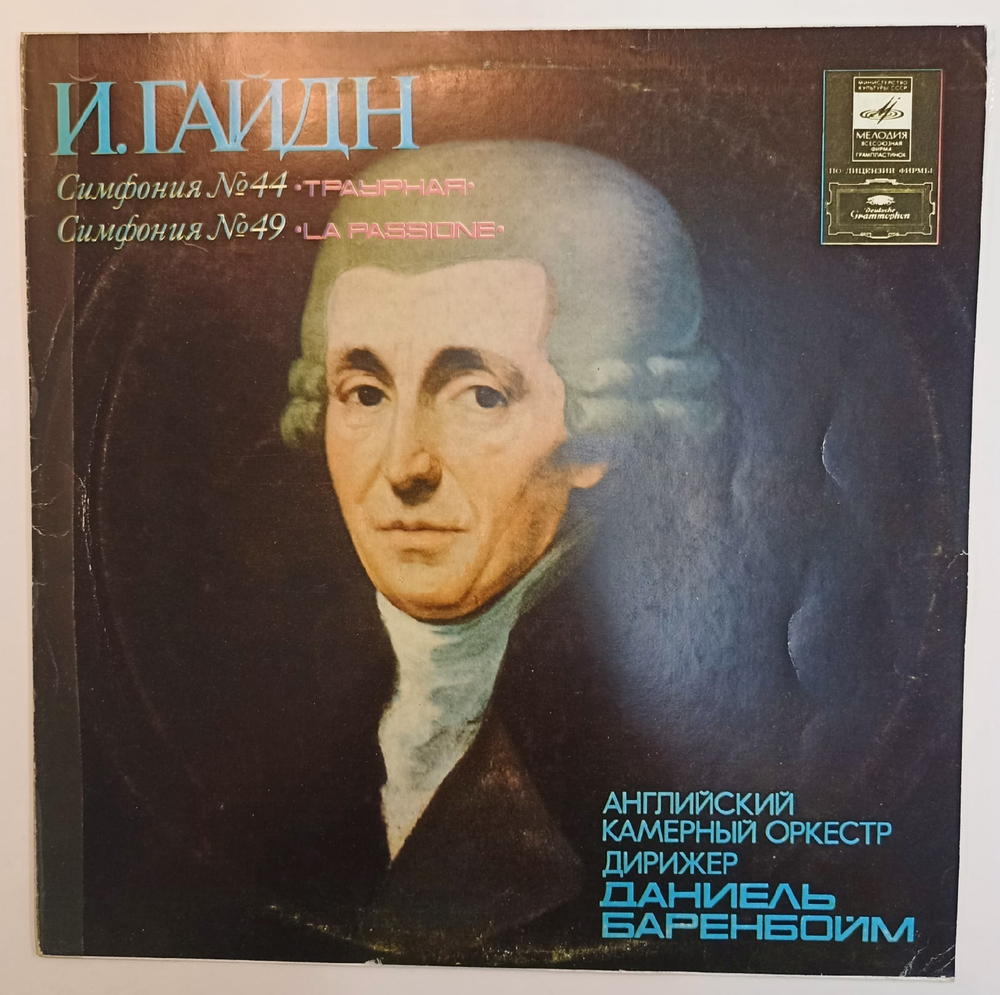 Й. ГАЙДН
Симфония №44 •ТРАУРНАЯ•
Симфония №49 •LA PASSIONE•
МИНИСТЕРСТВО
КУЛЬТУРЫ СССР
МЕЛОДИЯ
ВСЕСОЮЗНАЯ
ФИРМА
ГРАМПЛАСТИНОК
ПО ЛИЦЕНЗИИ ФИРМЫ
Deutsche
Grammophon
АНГЛИЙСКИЙ
КАМЕРНЫЙ ОРКЕСТР
ДИРИЖЕР
ДАНИЕЛЬ
БАРЕНБОЙМ